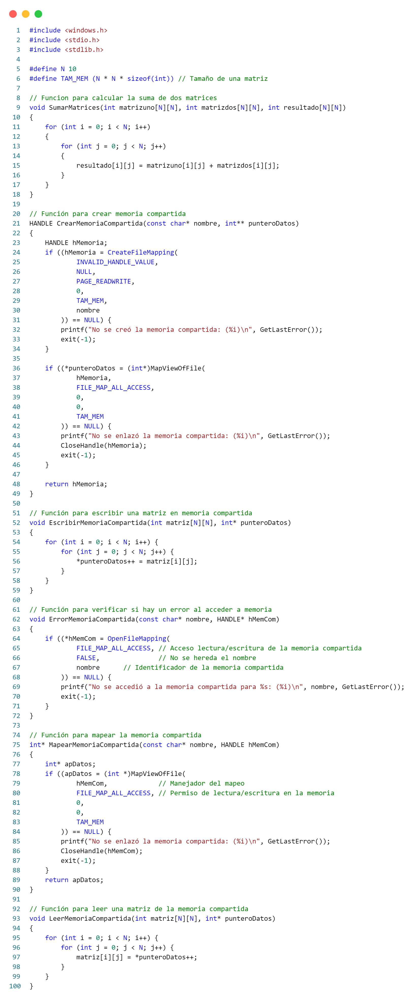 1 #include <windows.h>
2 #include <stdio.h>
3 #include <stdlib.h>
4
5 #define N 10
6 #define TAM_MEM (N * N * sizeof(int)) // Tamaño de una matriz
7
8 // Funcion para calcular la suma de dos matrices
9 void SumarMatrices(int matrizuno[N][N], int matrizdos[N][N], int resultado[N][N])
10 {
11     for (int i = 0; i < N; i++)
12     {
13         for (int j = 0; j < N; j++)
14         {
15             resultado[i][j] = matrizuno[i][j] + matrizdos[i][j];
16         }
17     }
18 }
19
20 // Función para crear memoria compartida
21 HANDLE CrearMemoriaCompartida(const char* nombre, int** punteroDatos)
22 {
23     HANDLE hMemoria;
24     if ((hMemoria = CreateFileMapping(
25             INVALID_HANDLE_VALUE,
26             NULL,
27             PAGE_READWRITE,
28             0,
29             TAM_MEM,
30             nombre
31         )) == NULL) {
32         printf("No se creó la memoria compartida: (%i)\n", GetLastError());
33         exit(-1);
34     }
35
36     if ((*punteroDatos = (int*)MapViewOfFile(
37             hMemoria,
38             FILE_MAP_ALL_ACCESS,
39             0,
40             0,
41             TAM_MEM
42         )) == NULL) {
43         printf("No se enlazó la memoria compartida: (%i)\n", GetLastError());
44         CloseHandle(hMemoria);
45         exit(-1);
46     }
47
48     return hMemoria;
49 }
50
51 // Función para escribir una matriz en memoria compartida
52 void EscribirMemoriaCompartida(int matriz[N][N], int* punteroDatos)
53 {
54     for (int i = 0; i < N; i++) {
55         for (int j = 0; j < N; j++) {
56             *punteroDatos++ = matriz[i][j];
57         }
58     }
59 }
60
61 // Función para verificar si hay un error al acceder a memoria
62 void ErrorMemoriaCompartida(const char* nombre, HANDLE* hMemCom)
63 {
64     if ((*hMemCom = OpenFileMapping(
65             FILE_MAP_ALL_ACCESS, // Acceso lectura/escritura de la memoria compartida
66             FALSE,               // No se hereda el nombre
67             nombre      // Identificador de la memoria compartida
68         )) == NULL) {
69         printf("No se accedió a la memoria compartida para %s: (%i)\n", nombre, GetLastError());
70         exit(-1);
71     }
72 }
73
74 // Función para mapear la memoria compartida
75 int* MapearMemoriaCompartida(const char* nombre, HANDLE hMemCom)
76 {
77     int* apDatos;
78     if ((apDatos = (int *)MapViewOfFile(
79             hMemCom,             // Manejador del mapeo
80             FILE_MAP_ALL_ACCESS, // Permiso de lectura/escritura en la memoria
81             0,
82             0,
83             TAM_MEM
84         )) == NULL) {
85         printf("No se enlazó la memoria compartida: (%i)\n", GetLastError());
86         CloseHandle(hMemCom);
87         exit(-1);
88     }
89     return apDatos;
90 }
91
92 // Función para leer una matriz de la memoria compartida
93 void LeerMemoriaCompartida(int matriz[N][N], int* punteroDatos)
94 {
95     for (int i = 0; i < N; i++) {
96         for (int j = 0; j < N; j++) {
97             matriz[i][j] = *punteroDatos++;
98         }
99     }
100 }